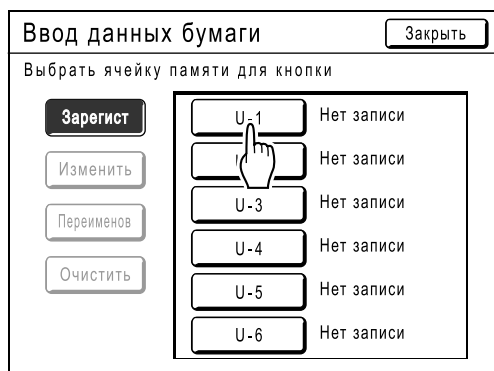 Ввод данных бумаги
Закрыть
Выбрать ячейку памяти для кнопки
Зарегист
U-1 Нет записи
Изменить
Нет записи
Переименов
U-3 Нет записи
U-4 Нет записи
Очистить
U-5 Нет записи
U-6 Нет записи